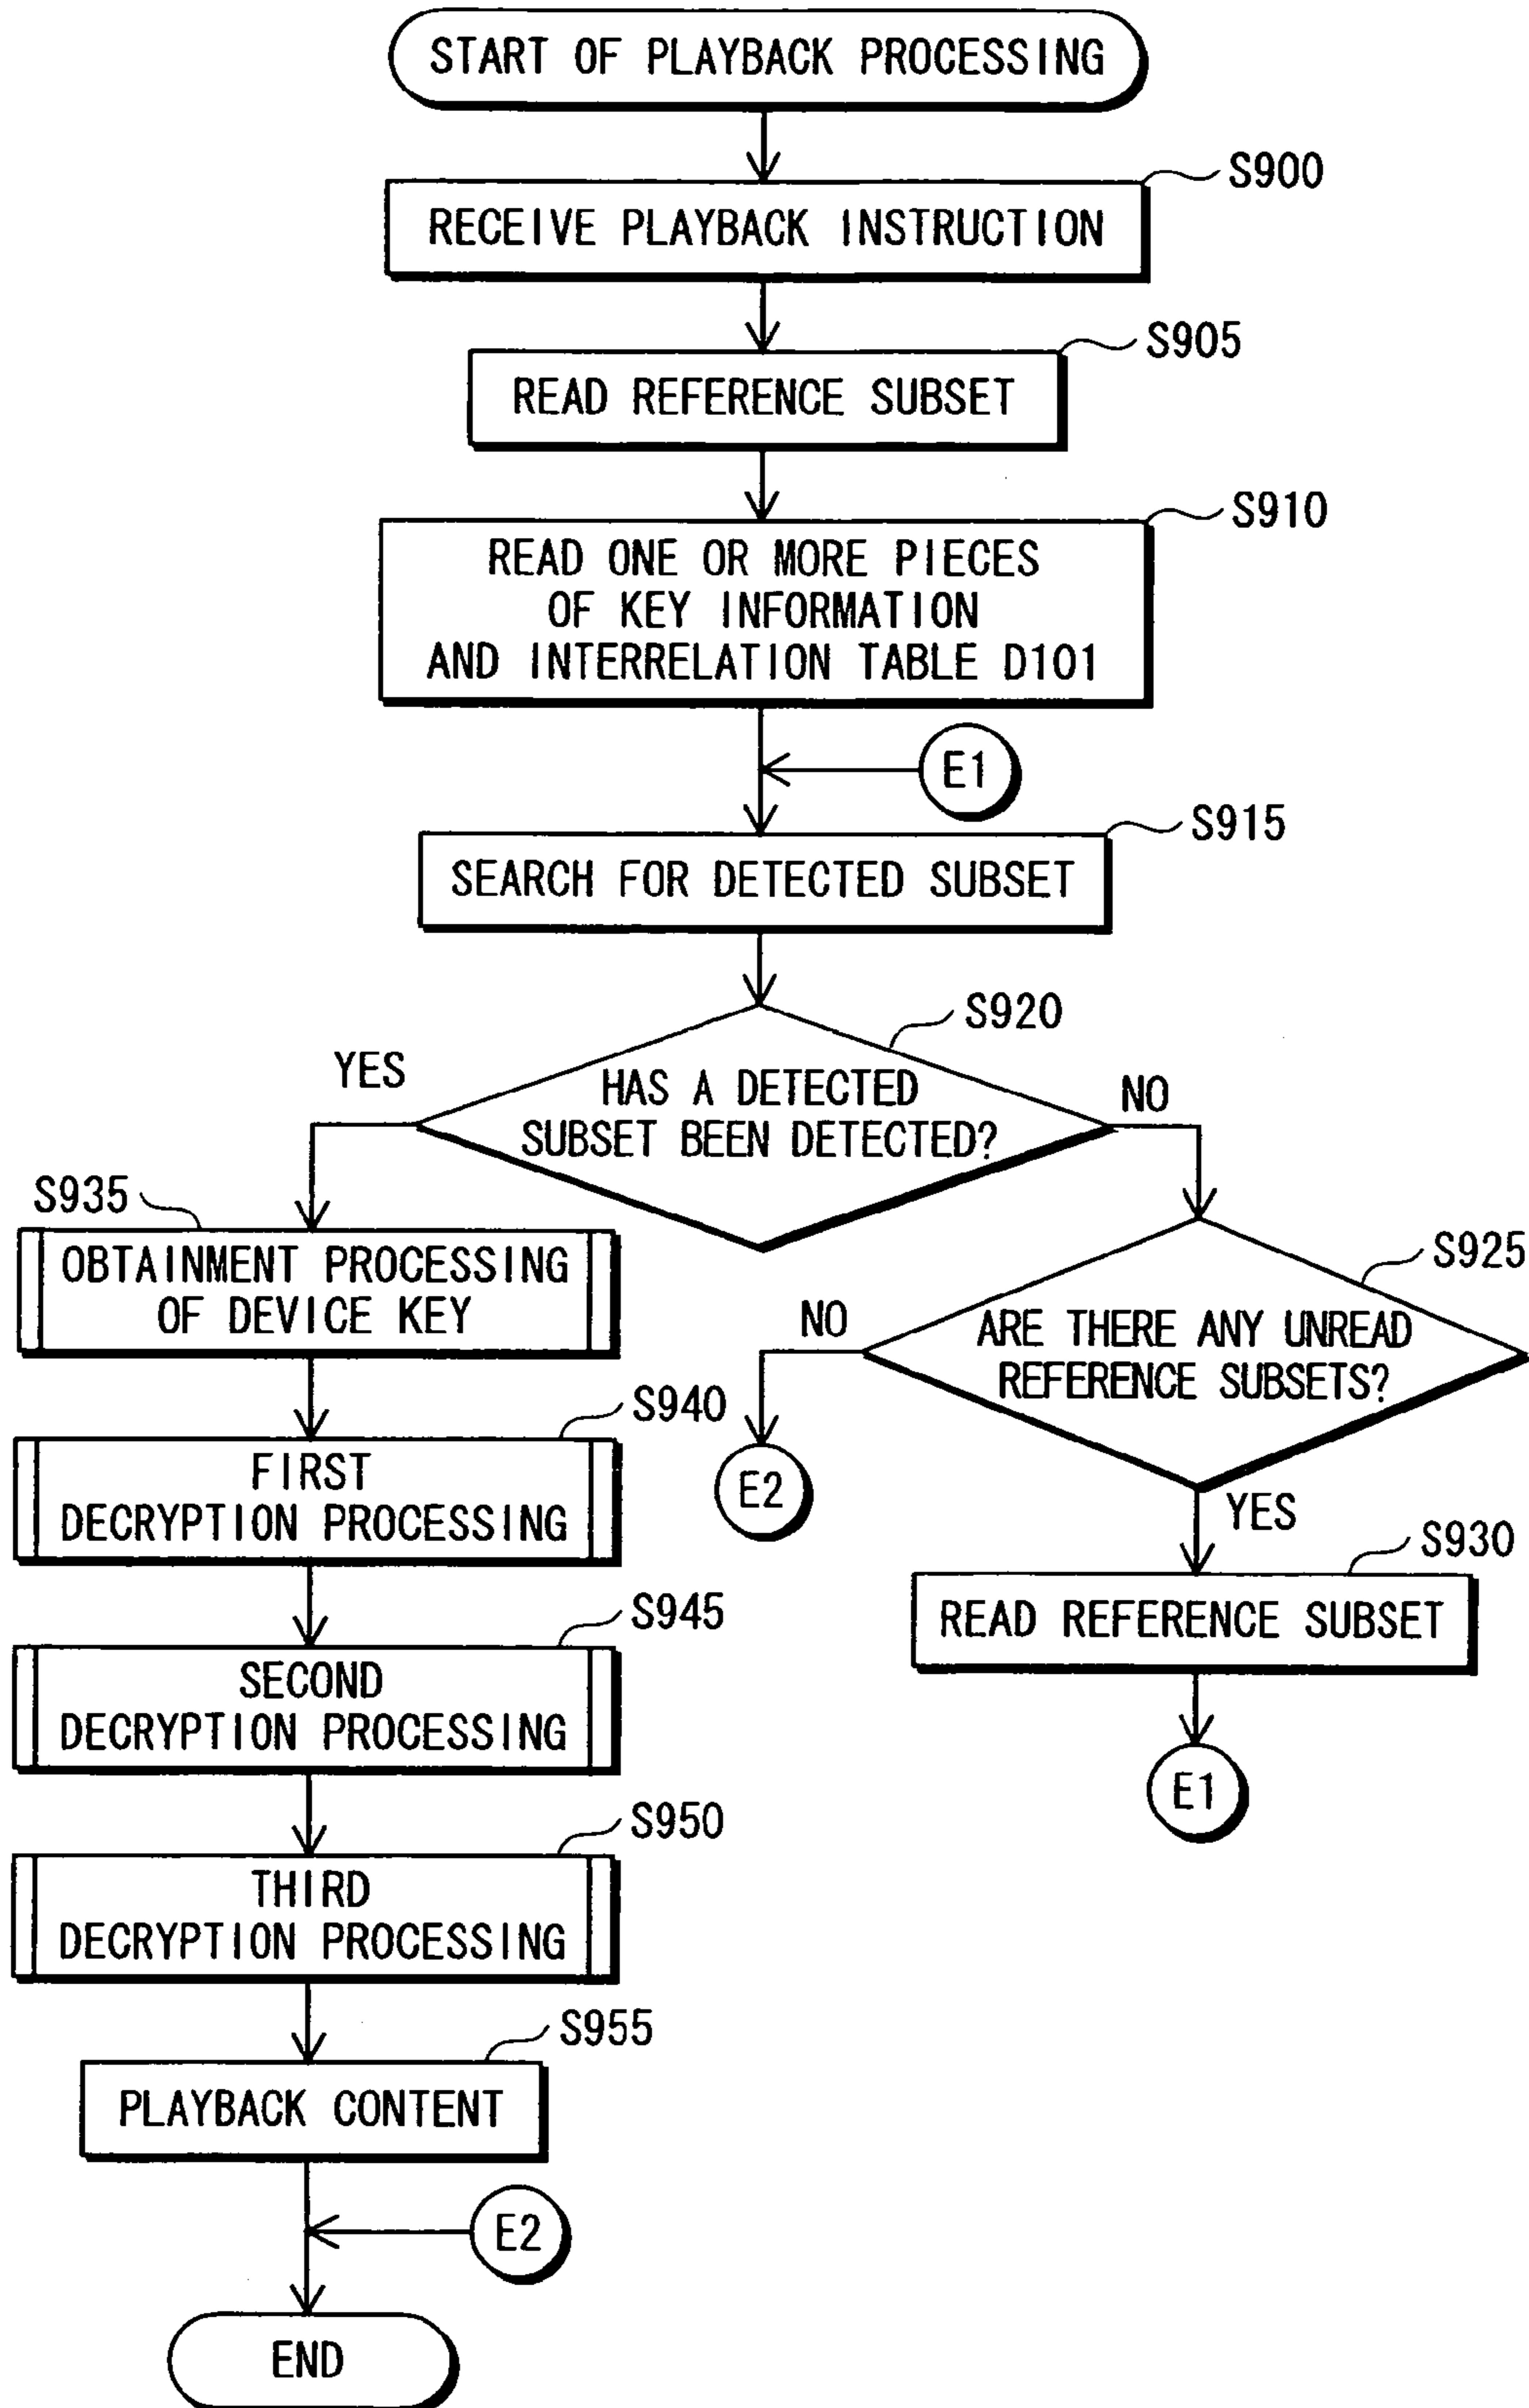 START OF PLAYBACK PROCESSING
S900
RECEIVE PLAYBACK INSTRUCTION
S905
READ REFERENCE SUBSET
S910
READ ONE OR MORE PIECES
OF KEY INFORMATION
AND INTERRELATION TABLE D101
E1
S915
SEARCH FOR DETECTED SUBSET
S920
YES
HAS A DETECTED
SUBSET BEEN DETECTED?
NO
S935
OBTAINMENT PROCESSING
OF DEVICE KEY
S925
NO
ARE THERE ANY UNREAD
REFERENCE SUBSETS?
E2
YES
S940
FIRST
DECRYPTION PROCESSING
S930
READ REFERENCE SUBSET
E1
S945
SECOND
DECRYPTION PROCESSING
S950
THIRD
DECRYPTION PROCESSING
S955
PLAYBACK CONTENT
E2
END